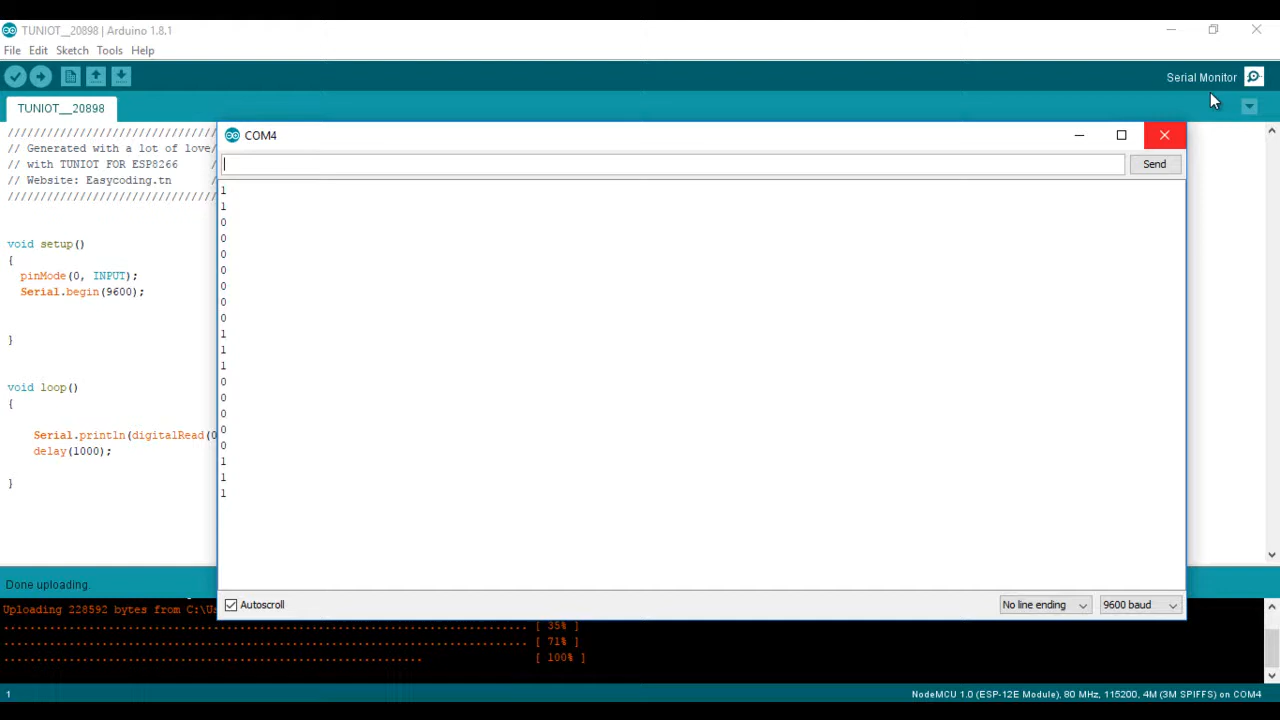 TUNIOT__20898 | Arduino 1.8.1
File Edit Sketch Tools Help
Serial Monitor
TUNIOT__20898
////////////////////////////////
// Generated with a lot of love/
// with TUNIOT FOR ESP8266     /
// Website: Easycoding.tn      /
////////////////////////////////
void setup()
{
pinMode(0, INPUT);
Serial.begin(9600);
}
void loop()
{
Serial.println(digitalRead(0
delay(1000);
}
COM4
Send
1
1
0
0
0
0
0
0
0
1
1
1
0
0
0
0
0
1
1
1
Autoscroll
No line ending
9600 baud
Done uploading.
Uploading 228592 bytes from C:\Us
................................................................................ [ 35% ]
................................................................................ [ 71% ]
................................................................ [ 100% ]
1
NodeMCU 1.0 (ESP-12E Module), 80 MHz, 115200, 4M (3M SPIFFS) on COM4